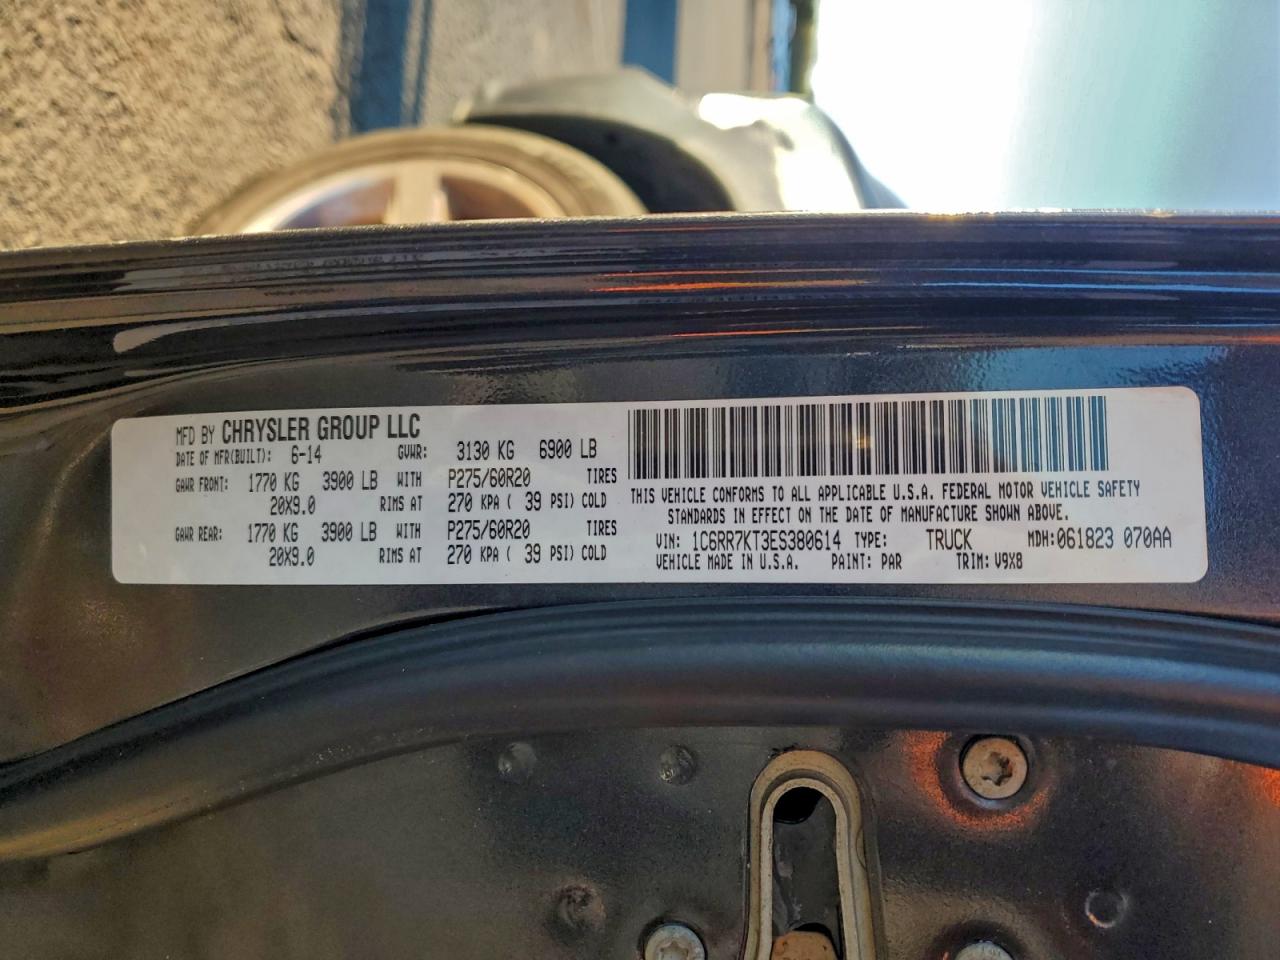 MFD BY CHRYSLER GROUP LLC
DATE OF MFR(BUILT): 6-14 GVWR: 3130 KG 6900 LB
GAWR FRONT: 1770 KG 3900 LB WITH P275/60R20 TIRES
20X9.0 RIMS AT 270 KPA ( 39 PSI) COLD
GAWR REAR: 1770 KG 3900 LB WITH P275/60R20 TIRES
20X9.0 RIMS AT 270 KPA ( 39 PSI) COLD
THIS VEHICLE CONFORMS TO ALL APPLICABLE U.S.A. FEDERAL MOTOR VEHICLE SAFETY
STANDARDS IN EFFECT ON THE DATE OF MANUFACTURE SHOWN ABOVE.
VIN: 1C6RR7KT3ES380614 TYPE: TRUCK MDH: 061823 070AA
VEHICLE MADE IN U.S.A. PAINT: PAR TRIM: V9X8